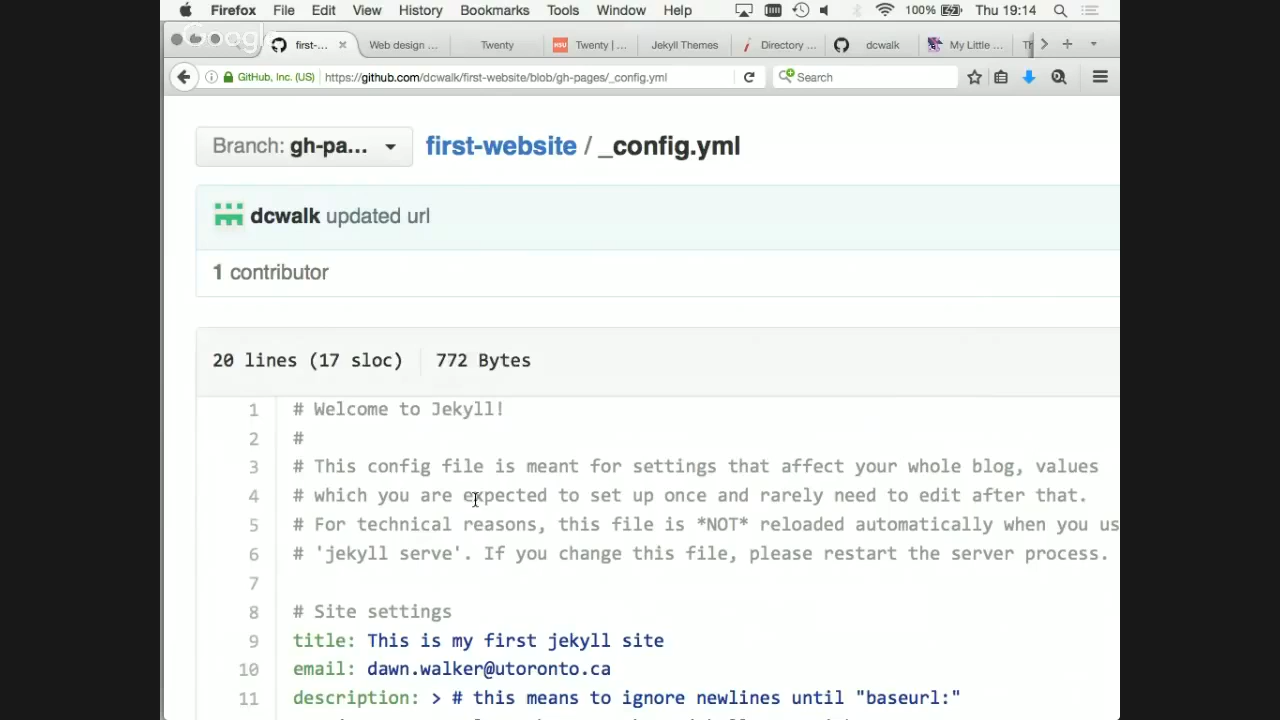 Firefox File Edit View History Bookmarks Tools Window Help 100% Thu 19:14
first-... Web design ... Twenty Twenty | ... Jekyll Themes Directory ... dcwalk My Little ...
GitHub, Inc. (US) https://github.com/dcwalk/first-website/blob/gh-pages/_config.yml Search
Branch: gh-pa... first-website / _config.yml
dcwalk updated url
1 contributor
20 lines (17 sloc) 772 Bytes
1 # Welcome to Jekyll!
2 #
3 # This config file is meant for settings that affect your whole blog, values
4 # which you are expected to set up once and rarely need to edit after that.
5 # For technical reasons, this file is *NOT* reloaded automatically when you us
6 # 'jekyll serve'. If you change this file, please restart the server process.
7
8 # Site settings
9 title: This is my first jekyll site
10 email: dawn.walker@utoronto.ca
11 description: > # this means to ignore newlines until "baseurl:"